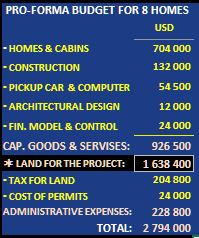 PRO-FORMA BUDGET FOR 8 HOMES
USD
- HOMES & CABINS 704 000
- CONSTRUCTION 132 000
- PICKUP CAR & COMPUTER 54 500
- ARCHITECTURAL DESIGN 12 000
- FIN. MODEL & CONTROL 24 000
CAP. GOODS & SERVISES: 926 500
* LAND FOR THE PROJECT: 1 638 400
- TAX FOR LAND 204 800
- COST OF PERMITS 24 000
ADMINISTRATIVE EXPENSES: 228 800
TOTAL: 2 794 000